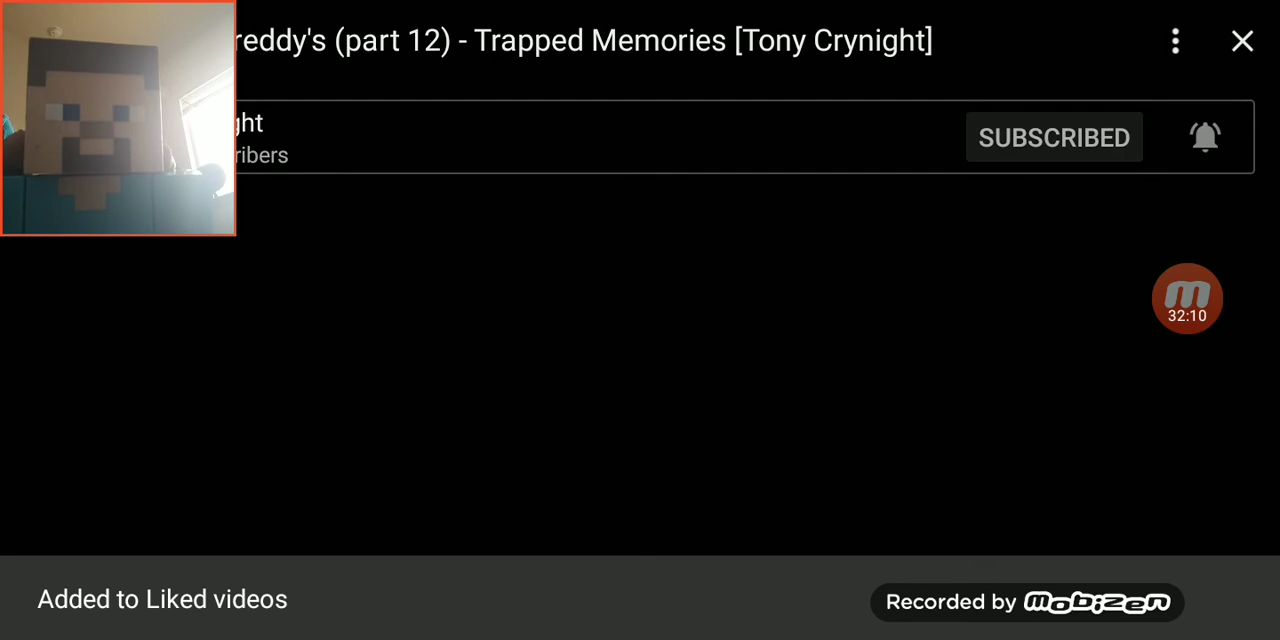 reddy's (part 12) - Trapped Memories [Tony Crynight]
ght
ribers
SUBSCRIBED
m
32:10
Added to Liked videos
Recorded by mobizen